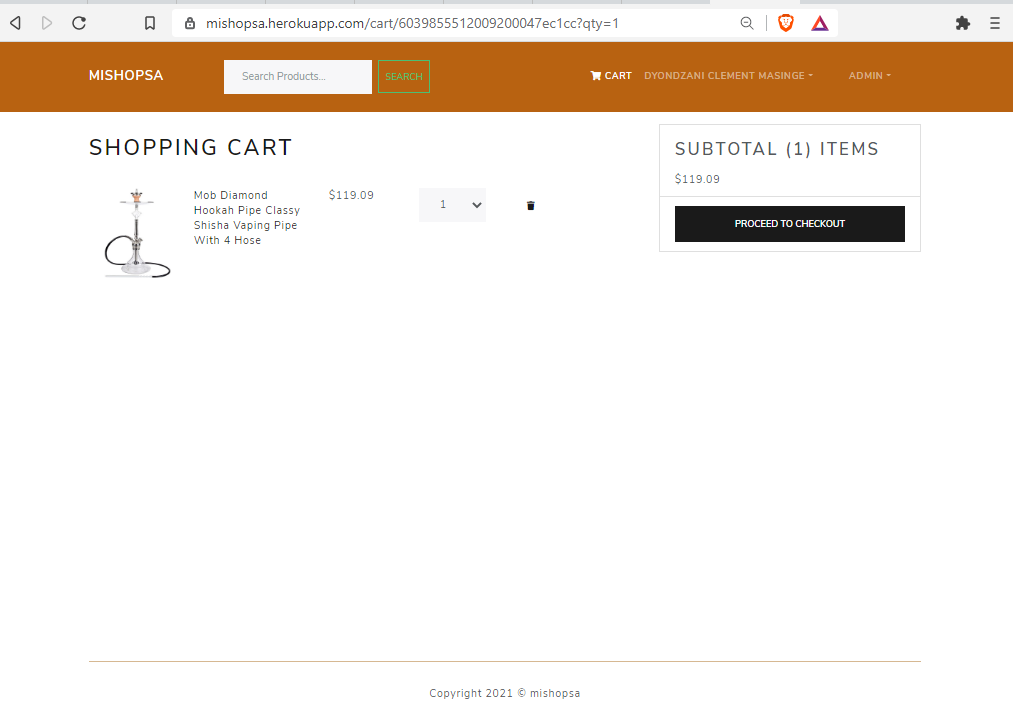 mishopsa.herokuapp.com/cart/6039855512009200047ec1cc?qty=1
MISHOPSA
Search Products...
SEARCH
CART
DYONDZANI CLEMENT MASINGE
ADMIN
SHOPPING CART
Mob Diamond
Hookah Pipe Classy
Shisha Vaping Pipe
With 4 Hose
$119.09
1
SUBTOTAL (1) ITEMS
$119.09
PROCEED TO CHECKOUT
Copyright 2021 © mishopsa